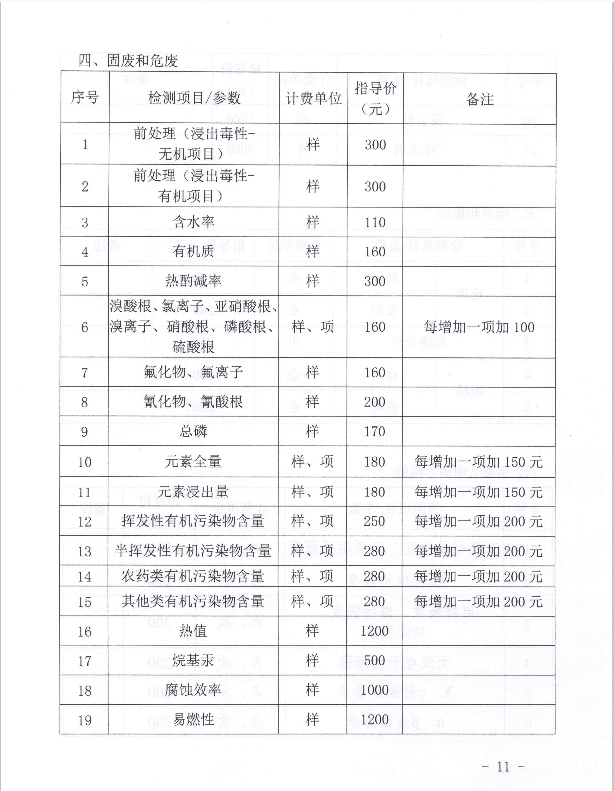 四、固废和危废
序号 检测项目/参数 计费单位 指导价（元） 备注
1 前处理（浸出毒性-无机项目） 样 300
2 前处理（浸出毒性-有机项目） 样 300
3 含水率 样 110
4 有机质 样 160
5 热酌减率 样 300
6 溴酸根、氯离子、亚硝酸根、溴离子、硝酸根、磷酸根、硫酸根 样、项 160 每增加一项加 100
7 氟化物、氟离子 样 160
8 氰化物、氰酸根 样 200
9 总磷 样 170
10 元素全量 样、项 180 每增加一项加 150 元
11 元素浸出量 样、项 180 每增加一项加 150 元
12 挥发性有机污染物含量 样、项 250 每增加一项加 200 元
13 半挥发性有机污染物含量 样、项 280 每增加一项加 200 元
14 农药类有机污染物含量 样、项 280 每增加一项加 200 元
15 其他类有机污染物含量 样、项 280 每增加一项加 200 元
16 热值 样 1200
17 烷基汞 样 500
18 腐蚀效率 样 1000
19 易燃性 样 1200
- 11 -